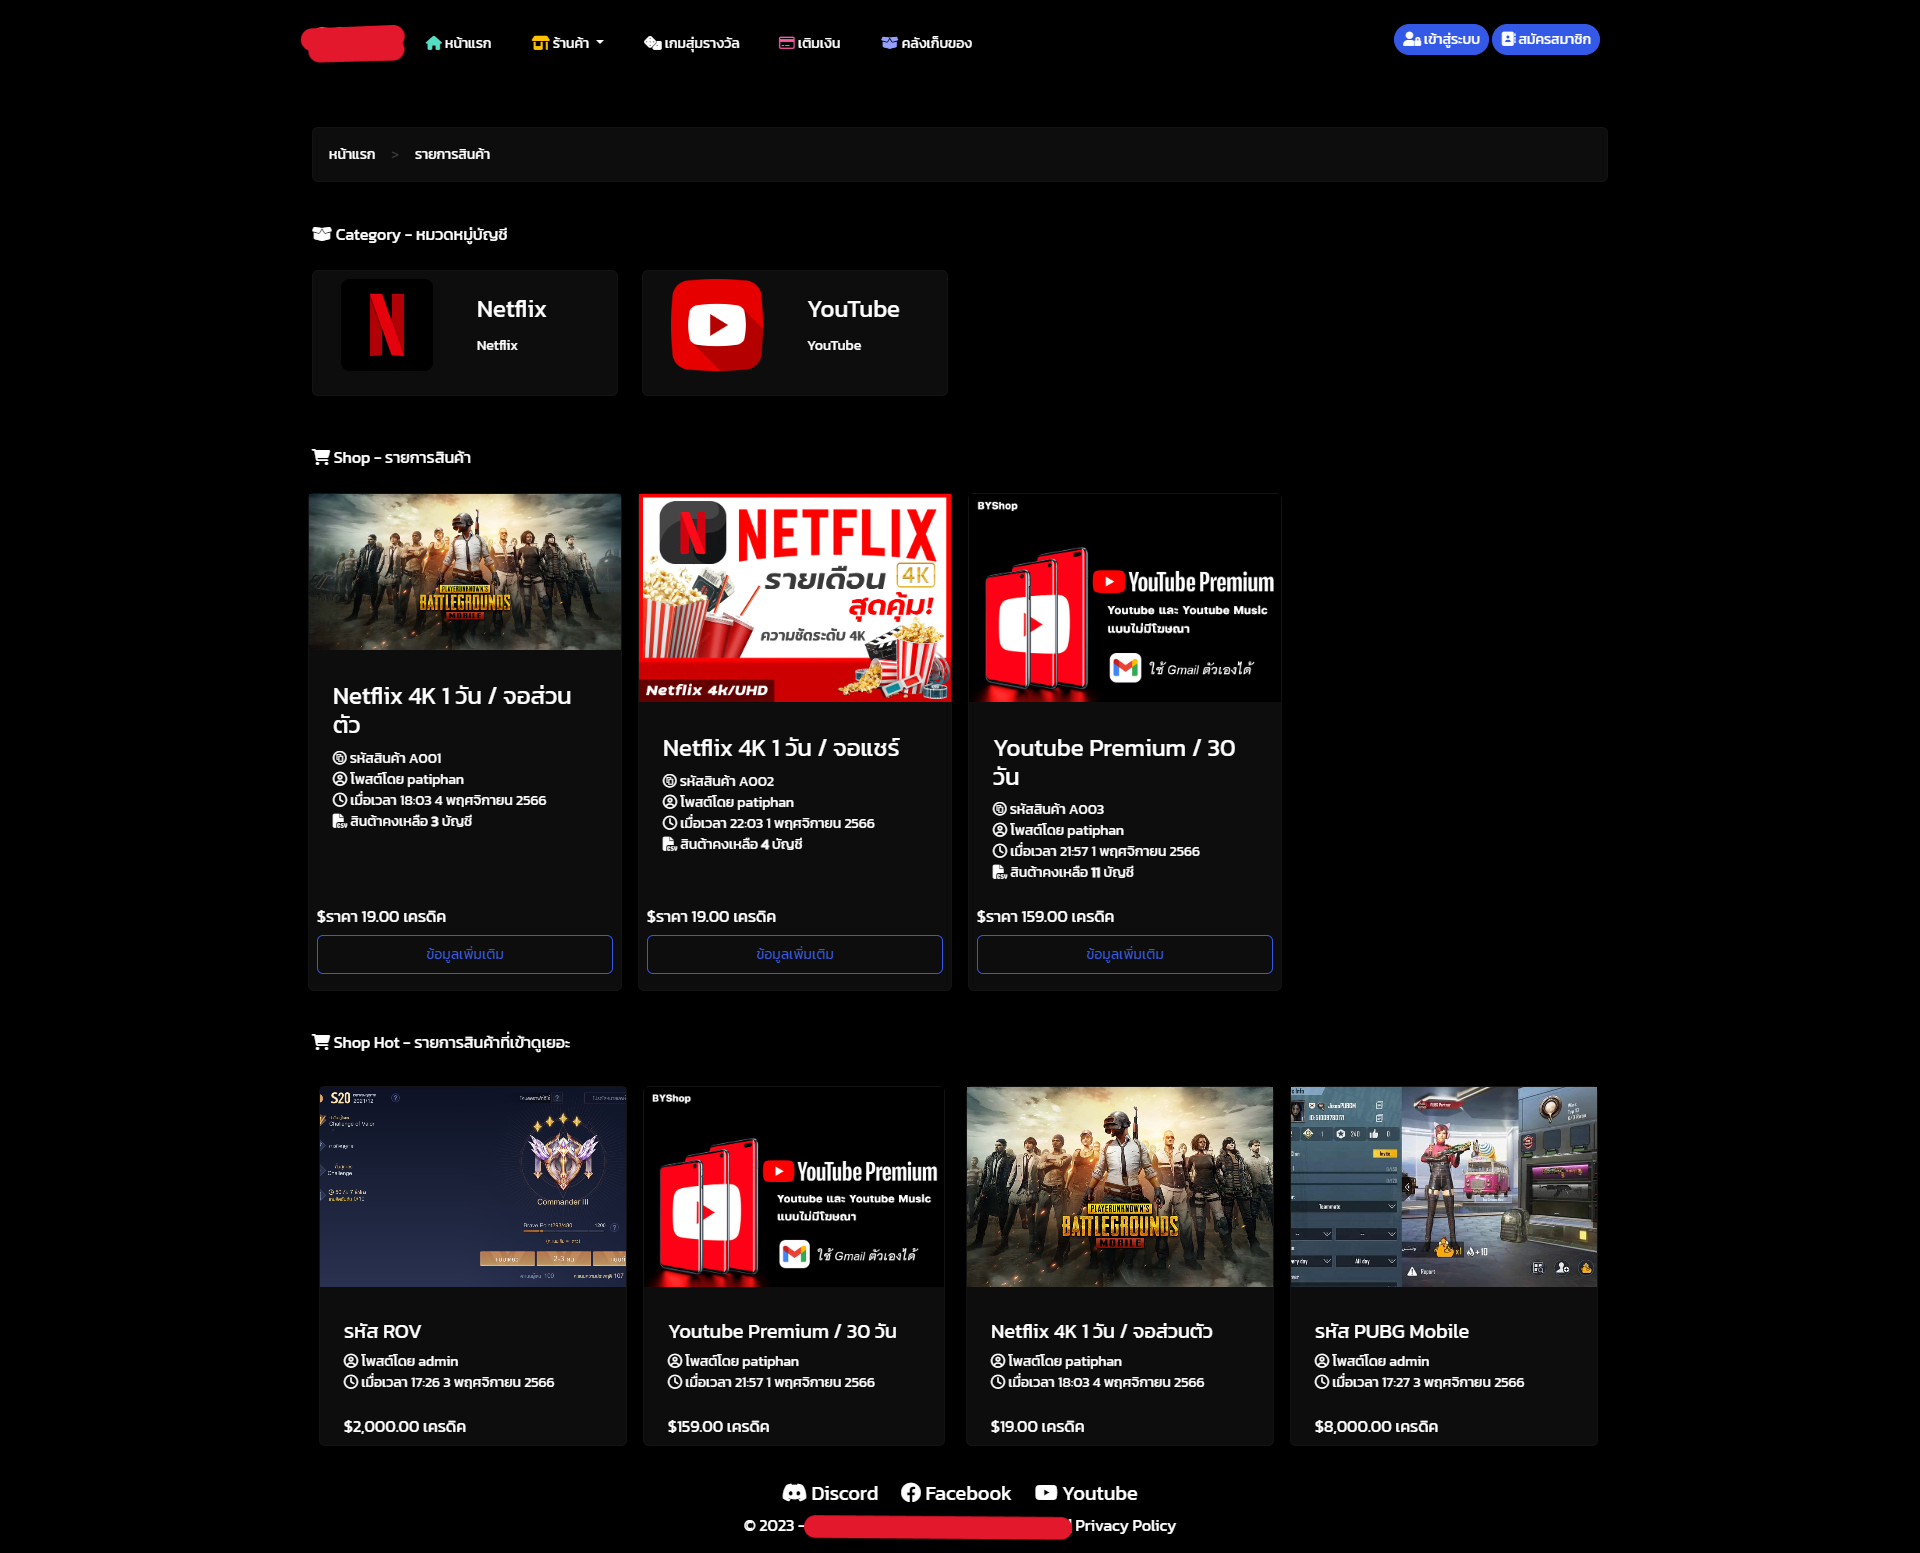 หน้าแรก ร้านค้า เกมสุ่มรางวัล เติมเงิน คลังเก็บของ เข้าสู่ระบบ สมัครสมาชิก
หน้าแรก > รายการสินค้า
Category - หมวดหมู่บัญชี
Netflix
Netflix
YouTube
YouTube
Shop - รายการสินค้า
PLAYERUNKNOWN'S
BATTLEGROUNDS
MOBILE
Netflix 4K 1 วัน / จอส่วน
ตัว
รหัสสินค้า A001
โพสต์โดย patiphan
เมื่อเวลา 18:03 4 พฤศจิกายน 2566
สินค้าคงเหลือ 3 บัญชี
$ราคา 19.00 เครดิต
ข้อมูลเพิ่มเติม
N NETFLIX
รายเดือน 4K
สุดคุ้ม!
ความชัดระดับ 4K
Netflix 4k/UHD
Netflix 4K 1 วัน / จอแชร์
รหัสสินค้า A002
โพสต์โดย patiphan
เมื่อเวลา 22:03 1 พฤศจิกายน 2566
สินค้าคงเหลือ 4 บัญชี
$ราคา 19.00 เครดิต
ข้อมูลเพิ่มเติม
BYShop
YouTube Premium
Youtube และ Youtube Music
แบบไม่มีโฆษณา
ใช้ Gmail ตัวเองได้
Youtube Premium / 30
วัน
รหัสสินค้า A003
โพสต์โดย patiphan
เมื่อเวลา 21:57 1 พฤศจิกายน 2566
สินค้าคงเหลือ 11 บัญชี
$ราคา 159.00 เครดิต
ข้อมูลเพิ่มเติม
Shop Hot - รายการสินค้าที่เข้าดูเยอะ
S20
2021/12
Challenge of Valor
Challenge
Commander III
รหัส ROV
โพสต์โดย admin
เมื่อเวลา 17:26 3 พฤศจิกายน 2566
$2,000.00 เครดิต
BYShop
YouTube Premium
Youtube และ Youtube Music
แบบไม่มีโฆษณา
ใช้ Gmail ตัวเองได้
Youtube Premium / 30 วัน
โพสต์โดย patiphan
เมื่อเวลา 21:57 1 พฤศจิกายน 2566
$159.00 เครดิต
PLAYERUNKNOWN'S
BATTLEGROUNDS
MOBILE
Netflix 4K 1 วัน / จอส่วนตัว
โพสต์โดย patiphan
เมื่อเวลา 18:03 4 พฤศจิกายน 2566
$19.00 เครดิต
Teammate
All day
Report
รหัส PUBG Mobile
โพสต์โดย admin
เมื่อเวลา 17:27 3 พฤศจิกายน 2566
$8,000.00 เครดิต
Discord Facebook Youtube
© 2023 - | Privacy Policy